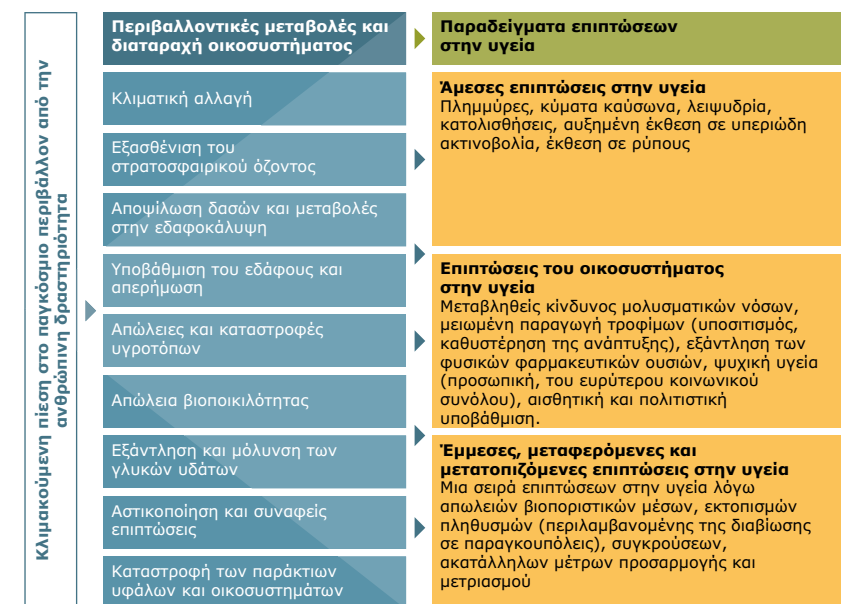 Κλιμακούμενη πίεση στο παγκόσμιο περιβάλλον από την
ανθρώπινη δραστηριότητα
Περιβαλλοντικές μεταβολές και
διαταραχή οικοσυστήματος
Κλιματική αλλαγή
Εξασθένιση του
στρατοσφαιρικού όζοντος
Αποψίλωση δασών και μεταβολές
στην εδαφοκάλυψη
Υποβάθμιση του εδάφους και
απερήμωση
Απώλειες και καταστροφές
υγροτόπων
Απώλεια βιοποικιλότητας
Εξάντληση και μόλυνση των
γλυκών υδάτων
Αστικοποίηση και συναφείς
επιπτώσεις
Καταστροφή των παράκτιων
υφάλων και οικοσυστημάτων
Παραδείγματα επιπτώσεων
στην υγεία
Άμεσες επιπτώσεις στην υγεία
Πλημμύρες, κύματα καύσωνα, λειψυδρία,
κατολισθήσεις, αυξημένη έκθεση σε υπεριώδη
ακτινοβολία, έκθεση σε ρύπους
Επιπτώσεις του οικοσυστήματος
στην υγεία
Μεταβληθείς κίνδυνος μολυσματικών νόσων,
μειωμένη παραγωγή τροφίμων (υποσιτισμός,
καθυστέρηση της ανάπτυξης), εξάντληση των
φυσικών φαρμακευτικών ουσιών, ψυχική υγεία
(προσωπική, του ευρύτερου κοινωνικού
συνόλου), αισθητική και πολιτιστική
υποβάθμιση.
Έμμεσες, μεταφερόμενες και
μετατοπιζόμενες επιπτώσεις στην υγεία
Μια σειρά επιπτώσεων στην υγεία λόγω
απωλειών βιοποριστικών μέσων, εκτοπισμών
πληθυσμών (περιλαμβανομένης της διαβίωσης
σε παραγκουπόλεις), συγκρούσεων,
ακατάλληλων μέτρων προσαρμογής και
μετριασμού